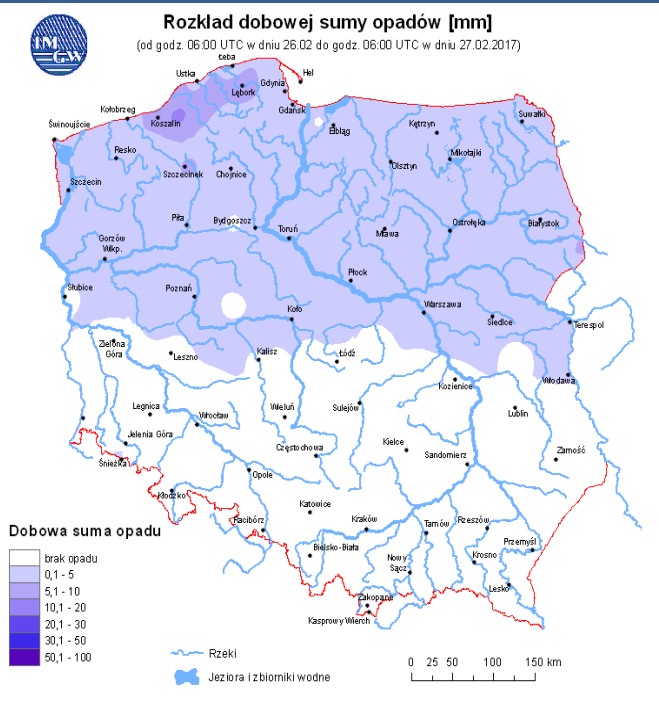 Rozkład dobowej sumy opadów [mm]
(od godz. 06:00 UTC w dniu 26.02 do godz. 06:00 UTC w dniu 27.02.2017)
IM
GW
Łeba
Ustka
Hel
Gdynia
Lębork
Gdańsk
Kołobrzeg
Koszalin
Suwałki
Świnoujście
Elbląg
Kętrzyn
Resko
Mikołajki
Olsztyn
Szczecinek
Chojnice
Szczecin
Piła
Bydgoszcz
Toruń
Mława
Ostrołęka
Białystok
Gorzów
Wlkp.
Płock
Słubice
Poznań
Koło
Warszawa
Siedlce
Terespol
Zielona
Góra
Leszno
Kalisz
Łódź
Kozienice
Włodawa
Legnica
Wrocław
Wieluń
Sulejów
Lublin
Jelenia Góra
Kielce
Częstochowa
Sandomierz
Zamość
Śnieżka
Opole
Kłodzko
Katowice
Racibórz
Kraków
Tarnów
Rzeszów
Przemyśl
Bielsko-Biała
Nowy
Sącz
Krosno
Lesko
Zakopane
Kasprowy Wierch
Dobowa suma opadu
brak opadu
0,1 - 5
5,1 - 10
10,1 - 20
20,1 - 30
30,1 - 50
50,1 - 100
Rzeki
Jeziora i zbiorniki wodne
0 25 50 100 150 km